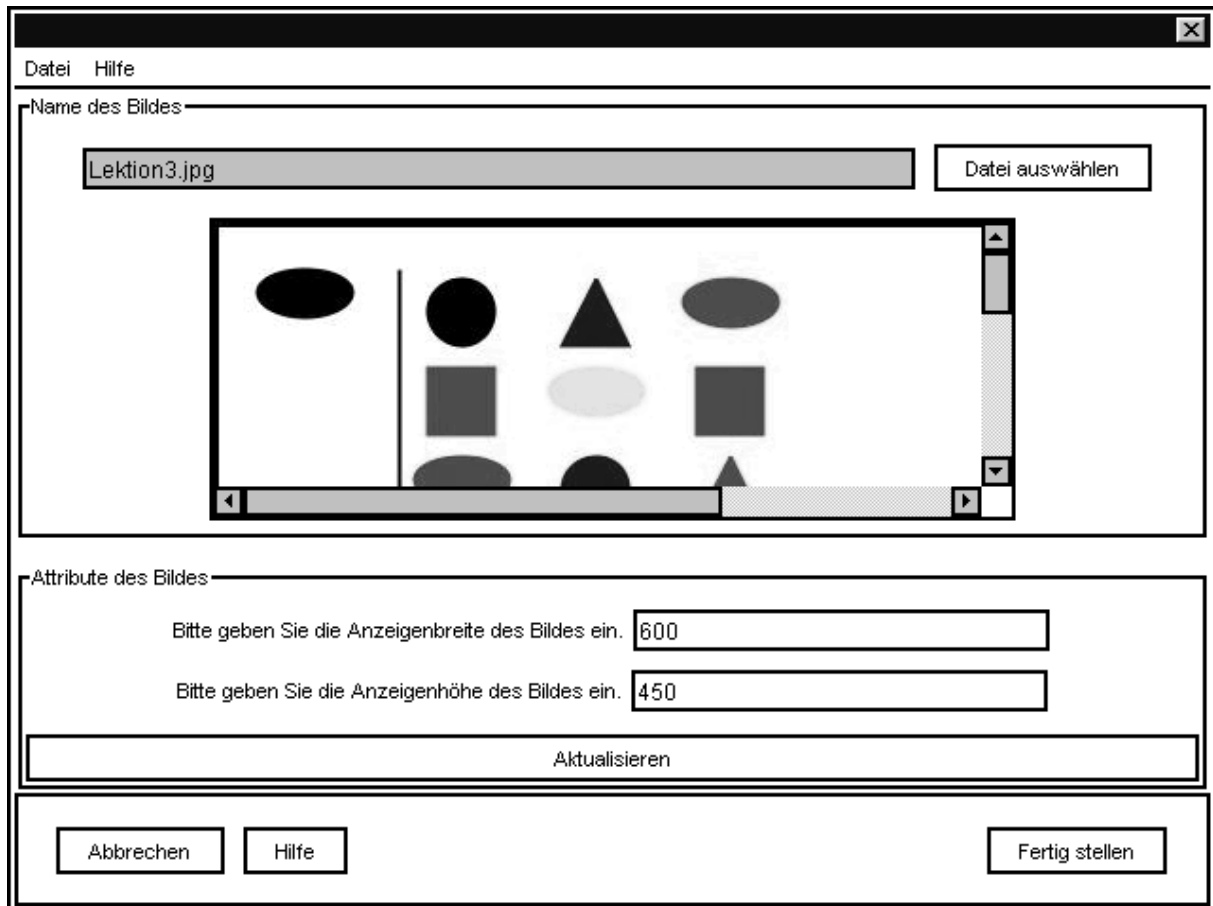 Datei Hilfe
Name des Bildes
Lektion3.jpg Datei auswählen
Attribute des Bildes
Bitte geben Sie die Anzeigenbreite des Bildes ein. 600
Bitte geben Sie die Anzeigenhöhe des Bildes ein. 450
Aktualisieren
Abbrechen Hilfe Fertig stellen